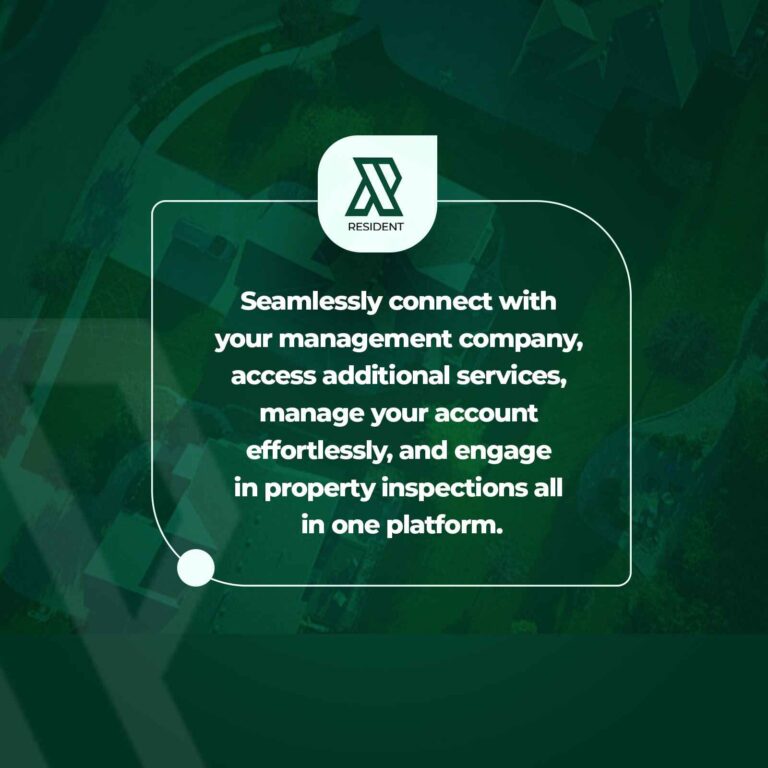 RESIDENT
Seamlessly connect with
your management company,
access additional services,
manage your account
effortlessly, and engage
in property inspections all
in one platform.